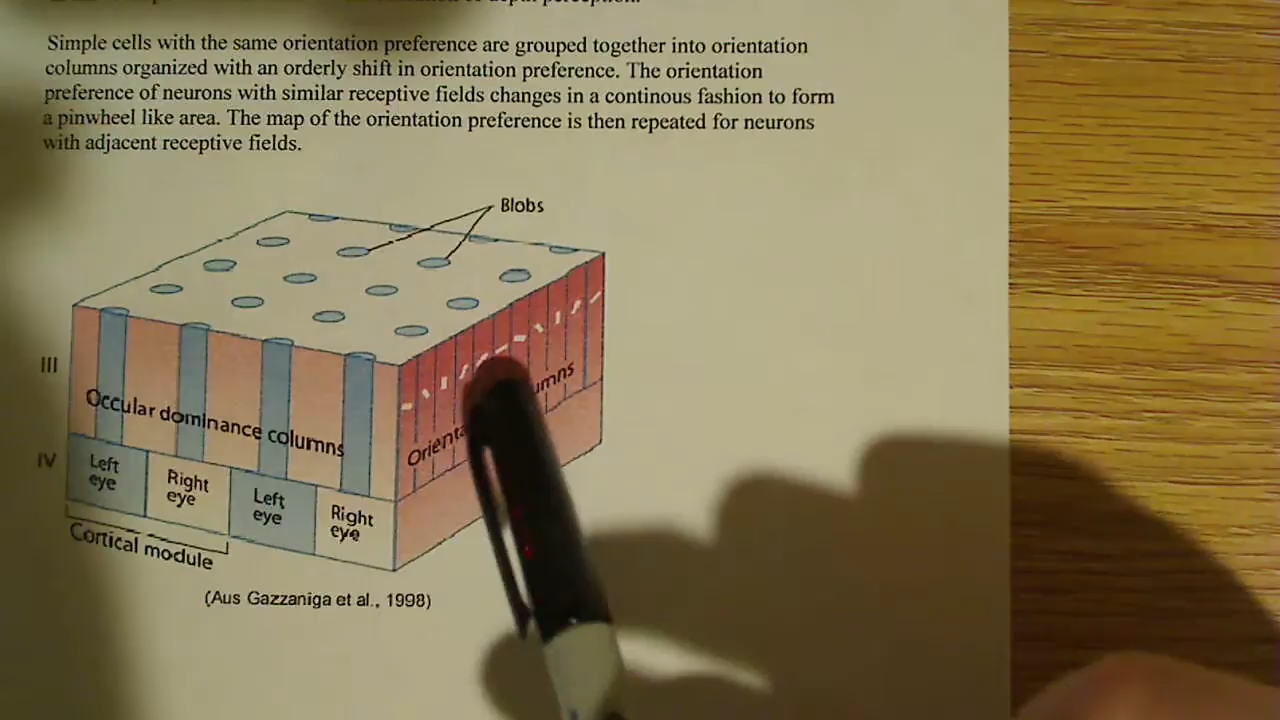 depth perception.
Simple cells with the same orientation preference are grouped together into orientation
columns organized with an orderly shift in orientation preference. The orientation
preference of neurons with similar receptive fields changes in a continous fashion to form
a pinwheel like area. The map of the orientation preference is then repeated for neurons
with adjacent receptive fields.
Blobs
III
Occular dominance columns
IV
Left
eye
Right
eye
Left
eye
Right
eye
Cortical module
(Aus Gazzaniga et al., 1998)